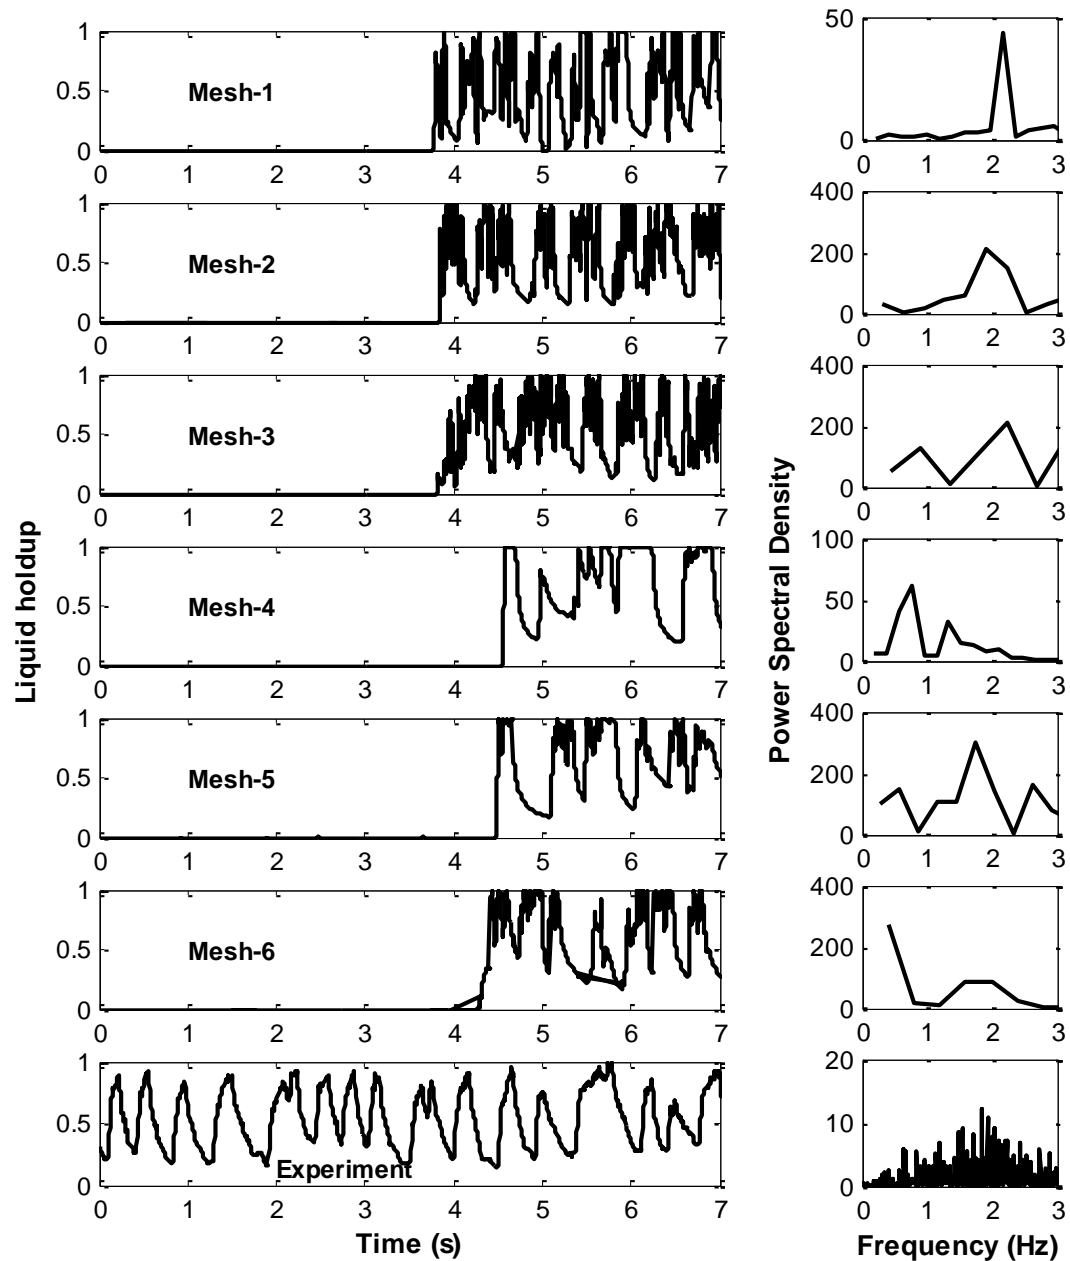 1
0.5
0
Mesh-1
0 1 2 3 4 5 6 7
50
0
0 1 2 3
1
0.5
0
Mesh-2
0 1 2 3 4 5 6 7
400
200
0
0 1 2 3
1
0.5
0
Mesh-3
0 1 2 3 4 5 6 7
400
200
0
0 1 2 3
1
0.5
0
Mesh-4
0 1 2 3 4 5 6 7
100
50
0
0 1 2 3
1
0.5
0
Mesh-5
0 1 2 3 4 5 6 7
400
200
0
0 1 2 3
1
0.5
0
Mesh-6
0 1 2 3 4 5 6 7
400
200
0
0 1 2 3
1
0.5
0
Experiment
0 1 2 3 4 5 6 7
20
10
0
0 1 2 3
Liquid holdup
Time (s)
Power Spectral Density
Frequency (Hz)